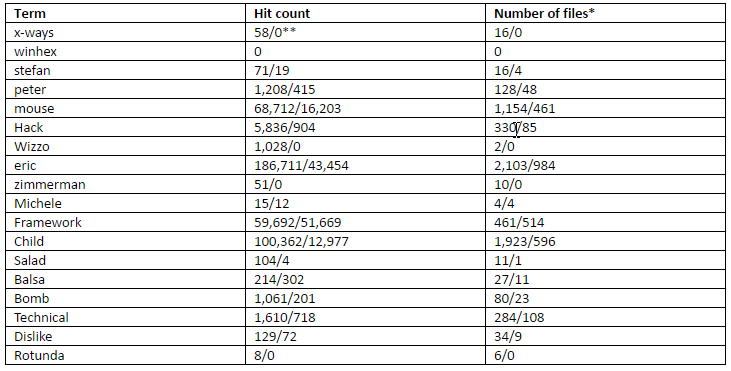 Term Hit count Number of files*
x-ways 58/0** 16/0
winhex 0 0
stefan 71/19 16/4
peter 1,208/415 128/48
mouse 68,712/16,203 1,154/461
Hack 5,836/904 330/85
Wizzo 1,028/0 2/0
eric 186,711/43,454 2,103/984
zimmerman 51/0 10/0
Michele 15/12 4/4
Framework 59,692/51,669 461/514
Child 100,362/12,977 1,923/596
Salad 104/4 11/1
Balsa 214/302 27/11
Bomb 1,061/201 80/23
Technical 1,610/718 284/108
Dislike 129/72 34/9
Rotunda 8/0 6/0